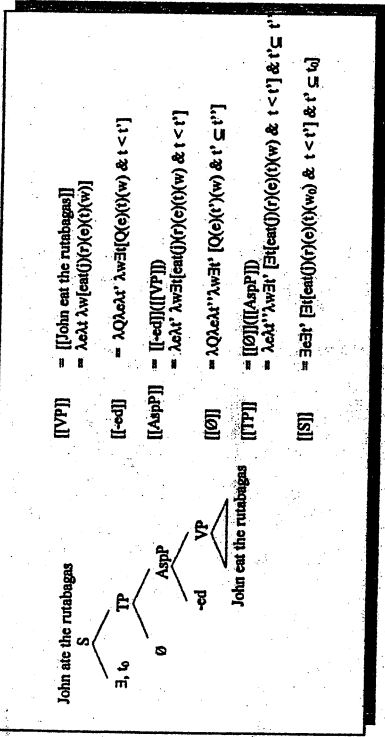 John ate the rutabagas
S
∃, t₀
TP
Ø
AspP
-ed
VP
John eat the rutabagas
[[VP]] = [[John eat the rutabagas]]
= λeλt λw[eat(j)(r)(e)(t)(w)]
[[-ed]] = λQλeλt' λw∃t[Q(e)(t)(w) & t < t']
[[AspP]] = [[-ed]]([[VP]])
= λeλt' λw∃t[eat(j)(r)(e)(t)(w) & t < t']
[[Ø]] = λQλeλt''λw∃t' [Q(e)(t')(w) & t' ⊆ t'']
[[TP]] = [[Ø]]([[AspP]])
= λeλt''λw∃t' [∃t[eat(j)(r)(e)(t)(w) & t < t'] & t' ⊆ t'']
[[S]] = ∃e∃t' [∃t[eat(j)(r)(e)(t)(w₀) & t < t'] & t' ⊆ t₀]